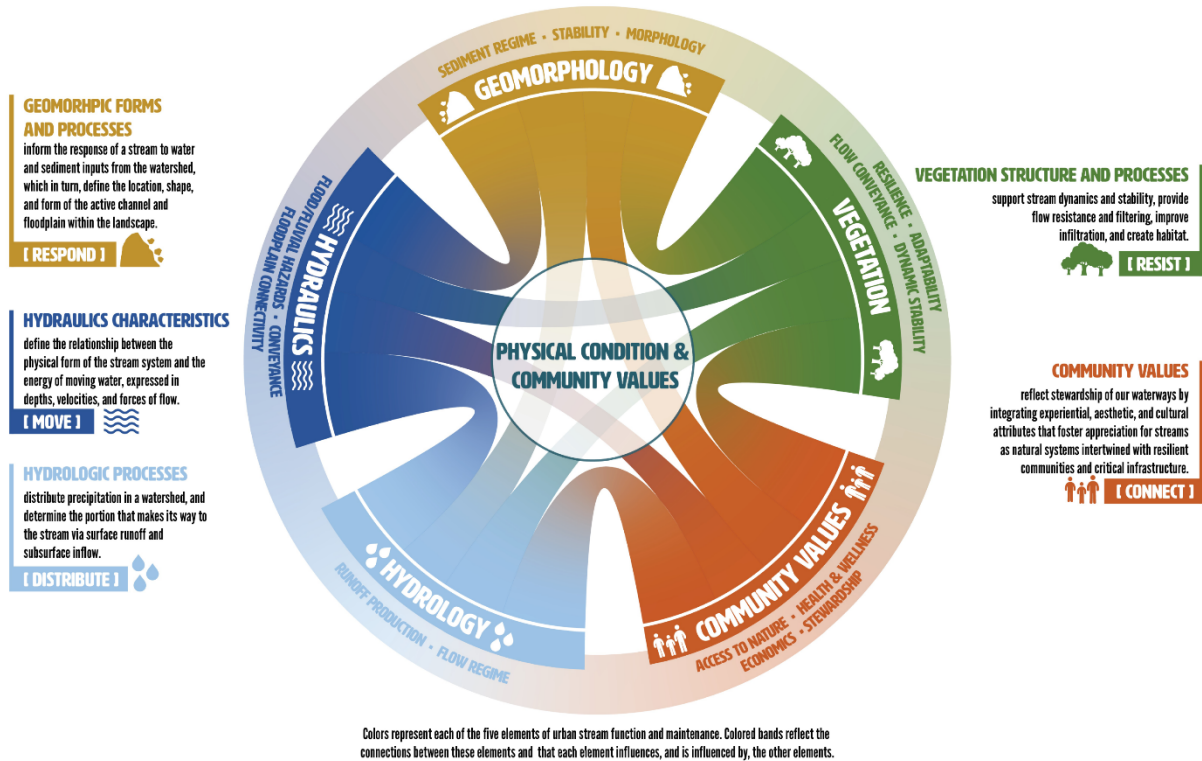 SEDIMENT REGIME • STABILITY • MORPHOLOGY
GEOMORPHOLOGY
GEOMORHPIC FORMS
AND PROCESSES
inform the response of a stream to water
and sediment inputs from the watershed,
which in turn, define the location, shape,
and form of the active channel and
floodplain within the landscape.
[ RESPOND ]
HYDRAULICS CHARACTERISTICS
define the relationship between the
physical form of the stream system and the
energy of moving water, expressed in
depths, velocities, and forces of flow.
[ MOVE ]
HYDROLOGIC PROCESSES
distribute precipitation in a watershed, and
determine the portion that makes its way to
the stream via surface runoff and
subsurface inflow.
[ DISTRIBUTE ]
FLOOD/FLUVIAL HAZARDS • CONVEYANCE
FLOODPLAIN CONNECTIVITY
HYDRAULICS
PHYSICAL CONDITION &
COMMUNITY VALUES
VEGETATION
RESILIENCE • ADAPTABILITY
FLOW CONVEYANCE • DYNAMIC STABILITY
VEGETATION STRUCTURE AND PROCESSES
support stream dynamics and stability, provide
flow resistance and filtering, improve
infiltration, and create habitat.
[ RESIST ]
COMMUNITY VALUES
reflect stewardship of our waterways by
integrating experiential, aesthetic, and cultural
attributes that foster appreciation for streams
as natural systems intertwined with resilient
communities and critical infrastructure.
[ CONNECT ]
HYDROLOGY
RUNOFF PRODUCTION • FLOW REGIME
COMMUNITY VALUES
ACCESS TO NATURE • HEALTH & WELLNESS
ECONOMICS • STEWARDSHIP
Colors represent each of the five elements of urban stream function and maintenance. Colored bands reflect the
connections between these elements and that each element influences, and is influenced by, the other elements.